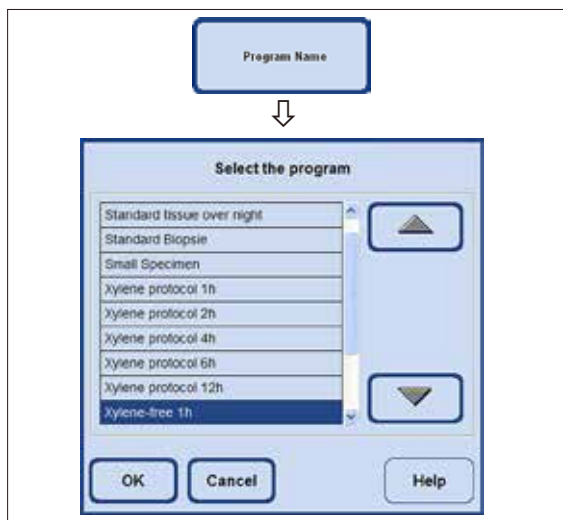 Program Name
Select the program
Standard tissue over night
Standard Biopsie
Small Specimen
Xylene protocol 1h
Xylene protocol 2h
Xylene protocol 4h
Xylene protocol 6h
Xylene protocol 12h
Xylene-free 1h
OK
Cancel
Help